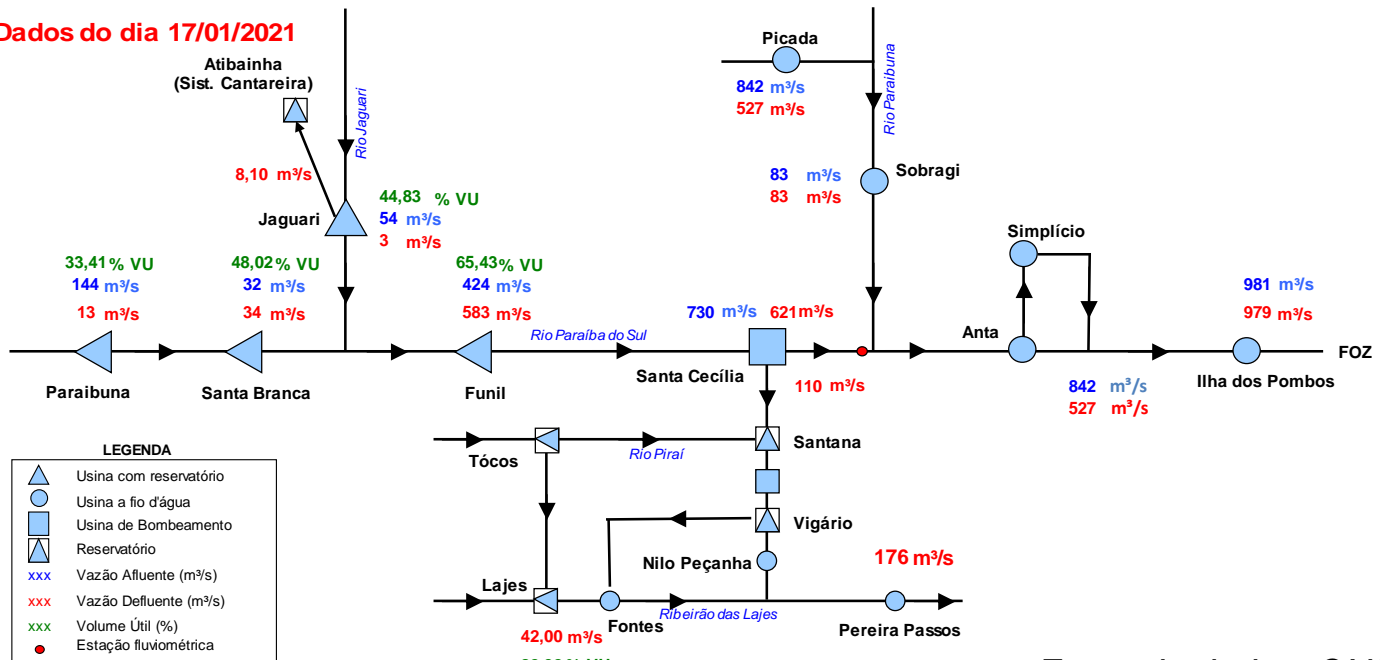 Dados do dia 17/01/2021
Atibainha
(Sist. Cantareira)
Rio Jaguari
8,10 m³/s
Jaguari
44,83 % VU
54 m³/s
3 m³/s
Picada
842 m³/s
527 m³/s
Rio Paraibuna
83 m³/s
83 m³/s
Sobragi
33,41 % VU
144 m³/s
13 m³/s
Paraibuna
48,02 % VU
32 m³/s
34 m³/s
Santa Branca
65,43 % VU
424 m³/s
583 m³/s
Funil
Rio Paraíba do Sul
730 m³/s 621 m³/s
Santa Cecília
110 m³/s
Simplício
Anta
842 m³/s
527 m³/s
981 m³/s
979 m³/s
Ilha dos Pombos
FOZ
Tócos
Rio Piraí
Santana
Vigário
Nilo Peçanha
176 m³/s
Lajes
42,00 m³/s
Fontes
Ribeirão das Lajes
Pereira Passos
LEGENDA
Usina com reservatório
Usina a fio d'água
Usina de Bombeamento
Reservatório
xxx Vazão Afluente (m³/s)
xxx Vazão Defluente (m³/s)
xxx Volume Útil (%)
Estação fluviométrica